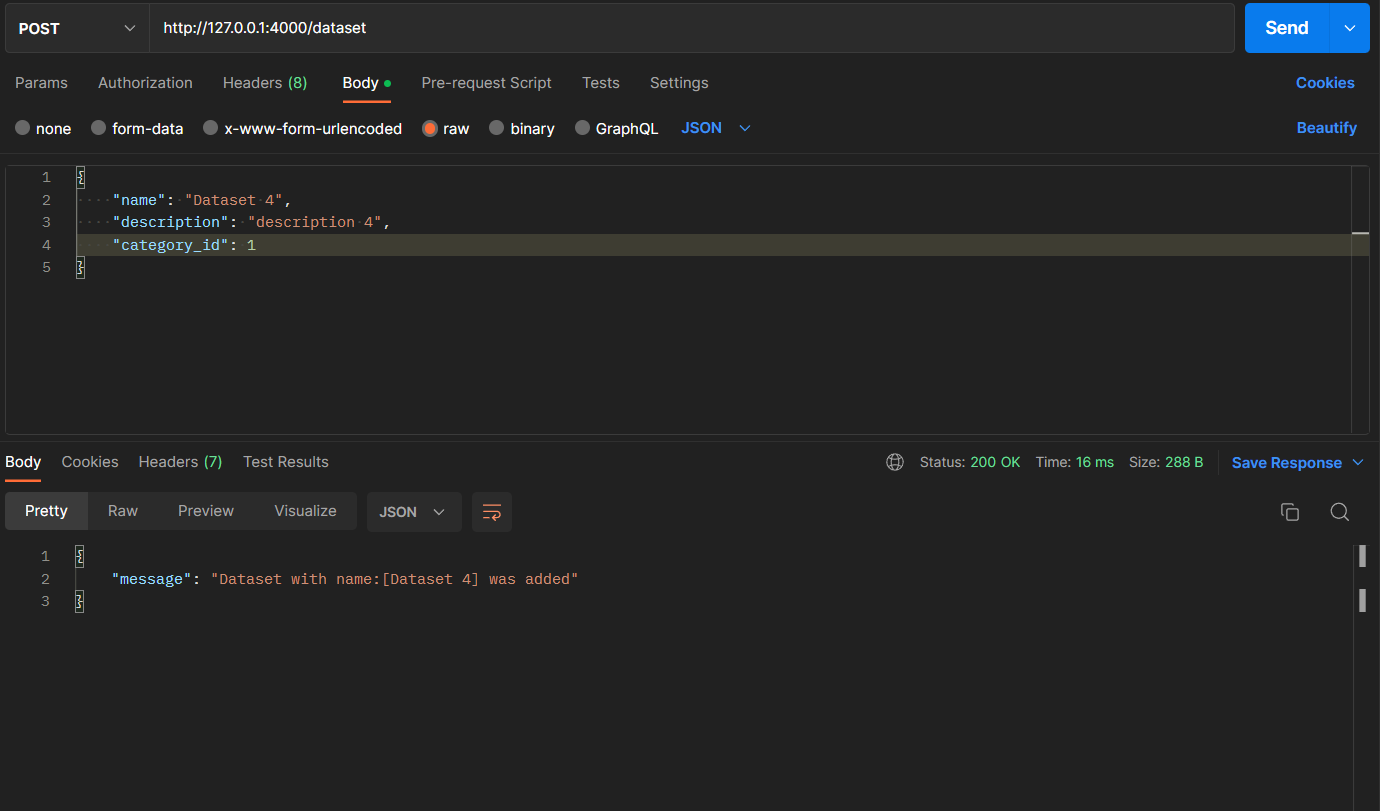 POST http://127.0.0.1:4000/dataset Send
Params Authorization Headers (8) Body Pre-request Script Tests Settings Cookies
none form-data x-www-form-urlencoded raw binary GraphQL JSON Beautify
1 {
2 "name": "Dataset 4",
3 "description": "description 4",
4 "category_id": 1
5 }
Body Cookies Headers (7) Test Results Status: 200 OK Time: 16 ms Size: 288 B Save Response
Pretty Raw Preview Visualize JSON
1 {
2 "message": "Dataset with name:[Dataset 4] was added"
3 }